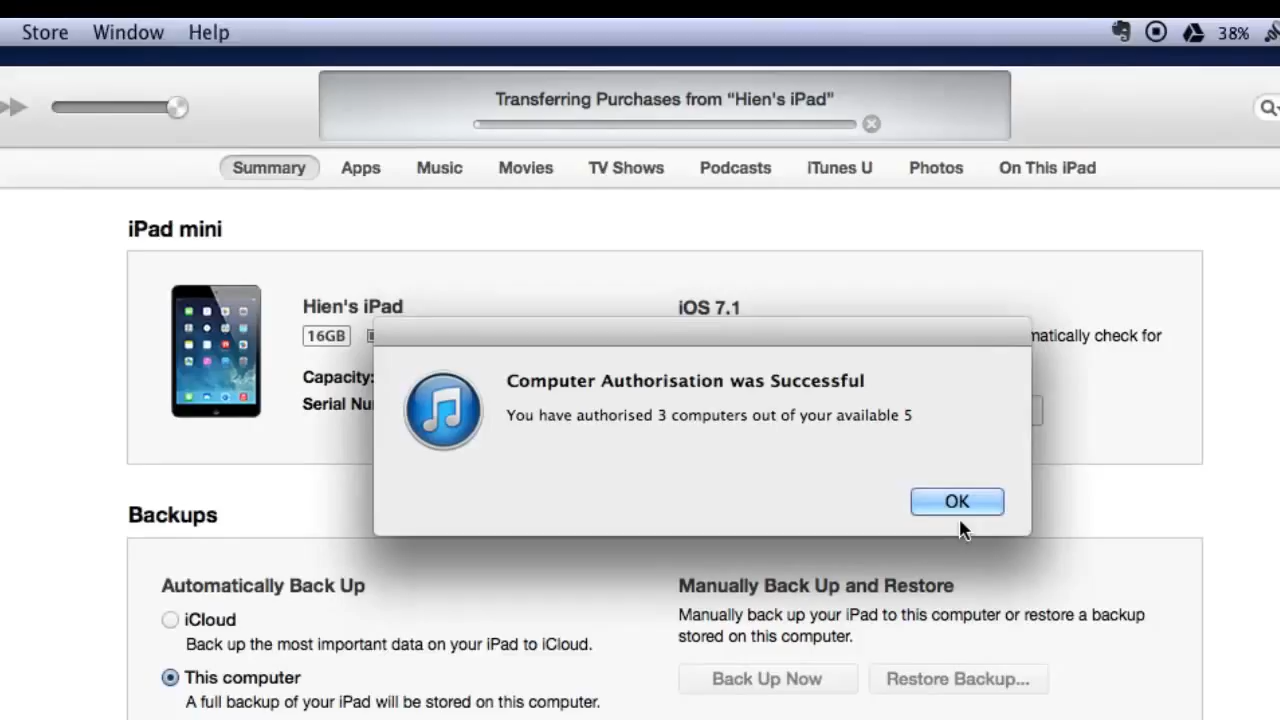 Store Window Help 38%
Transferring Purchases from “Hien's iPad”
Summary Apps Music Movies TV Shows Podcasts iTunes U Photos On This iPad
iPad mini
Hien's iPad iOS 7.1
16GB matically check for
Capacity:
Serial Nu
Computer Authorisation was Successful
You have authorised 3 computers out of your available 5
OK
Backups
Automatically Back Up
iCloud
Back up the most important data on your iPad to iCloud.
This computer
A full backup of your iPad will be stored on this computer.
Manually Back Up and Restore
Manually back up your iPad to this computer or restore a backup
stored on this computer.
Back Up Now Restore Backup...